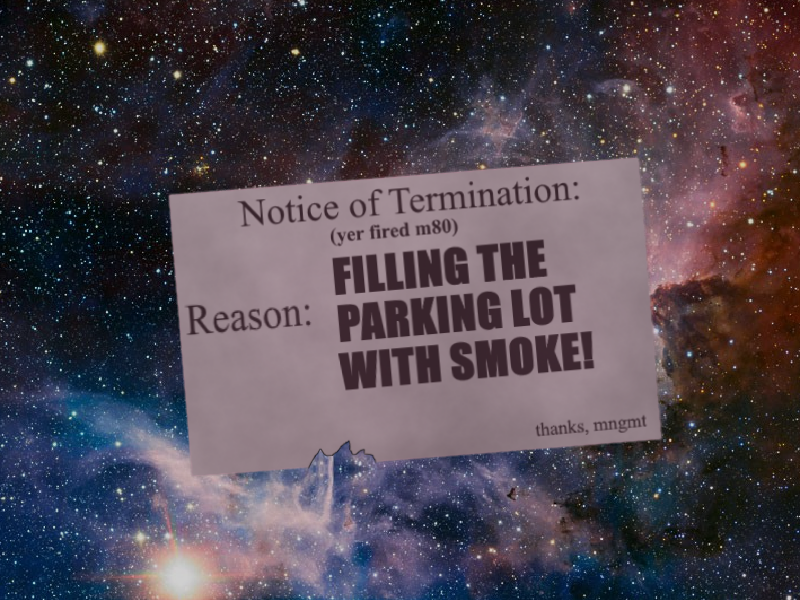 Notice of Termination:
(yer fired m80)
Reason:
FILLING THE
PARKING LOT
WITH SMOKE!
thanks, mngmt